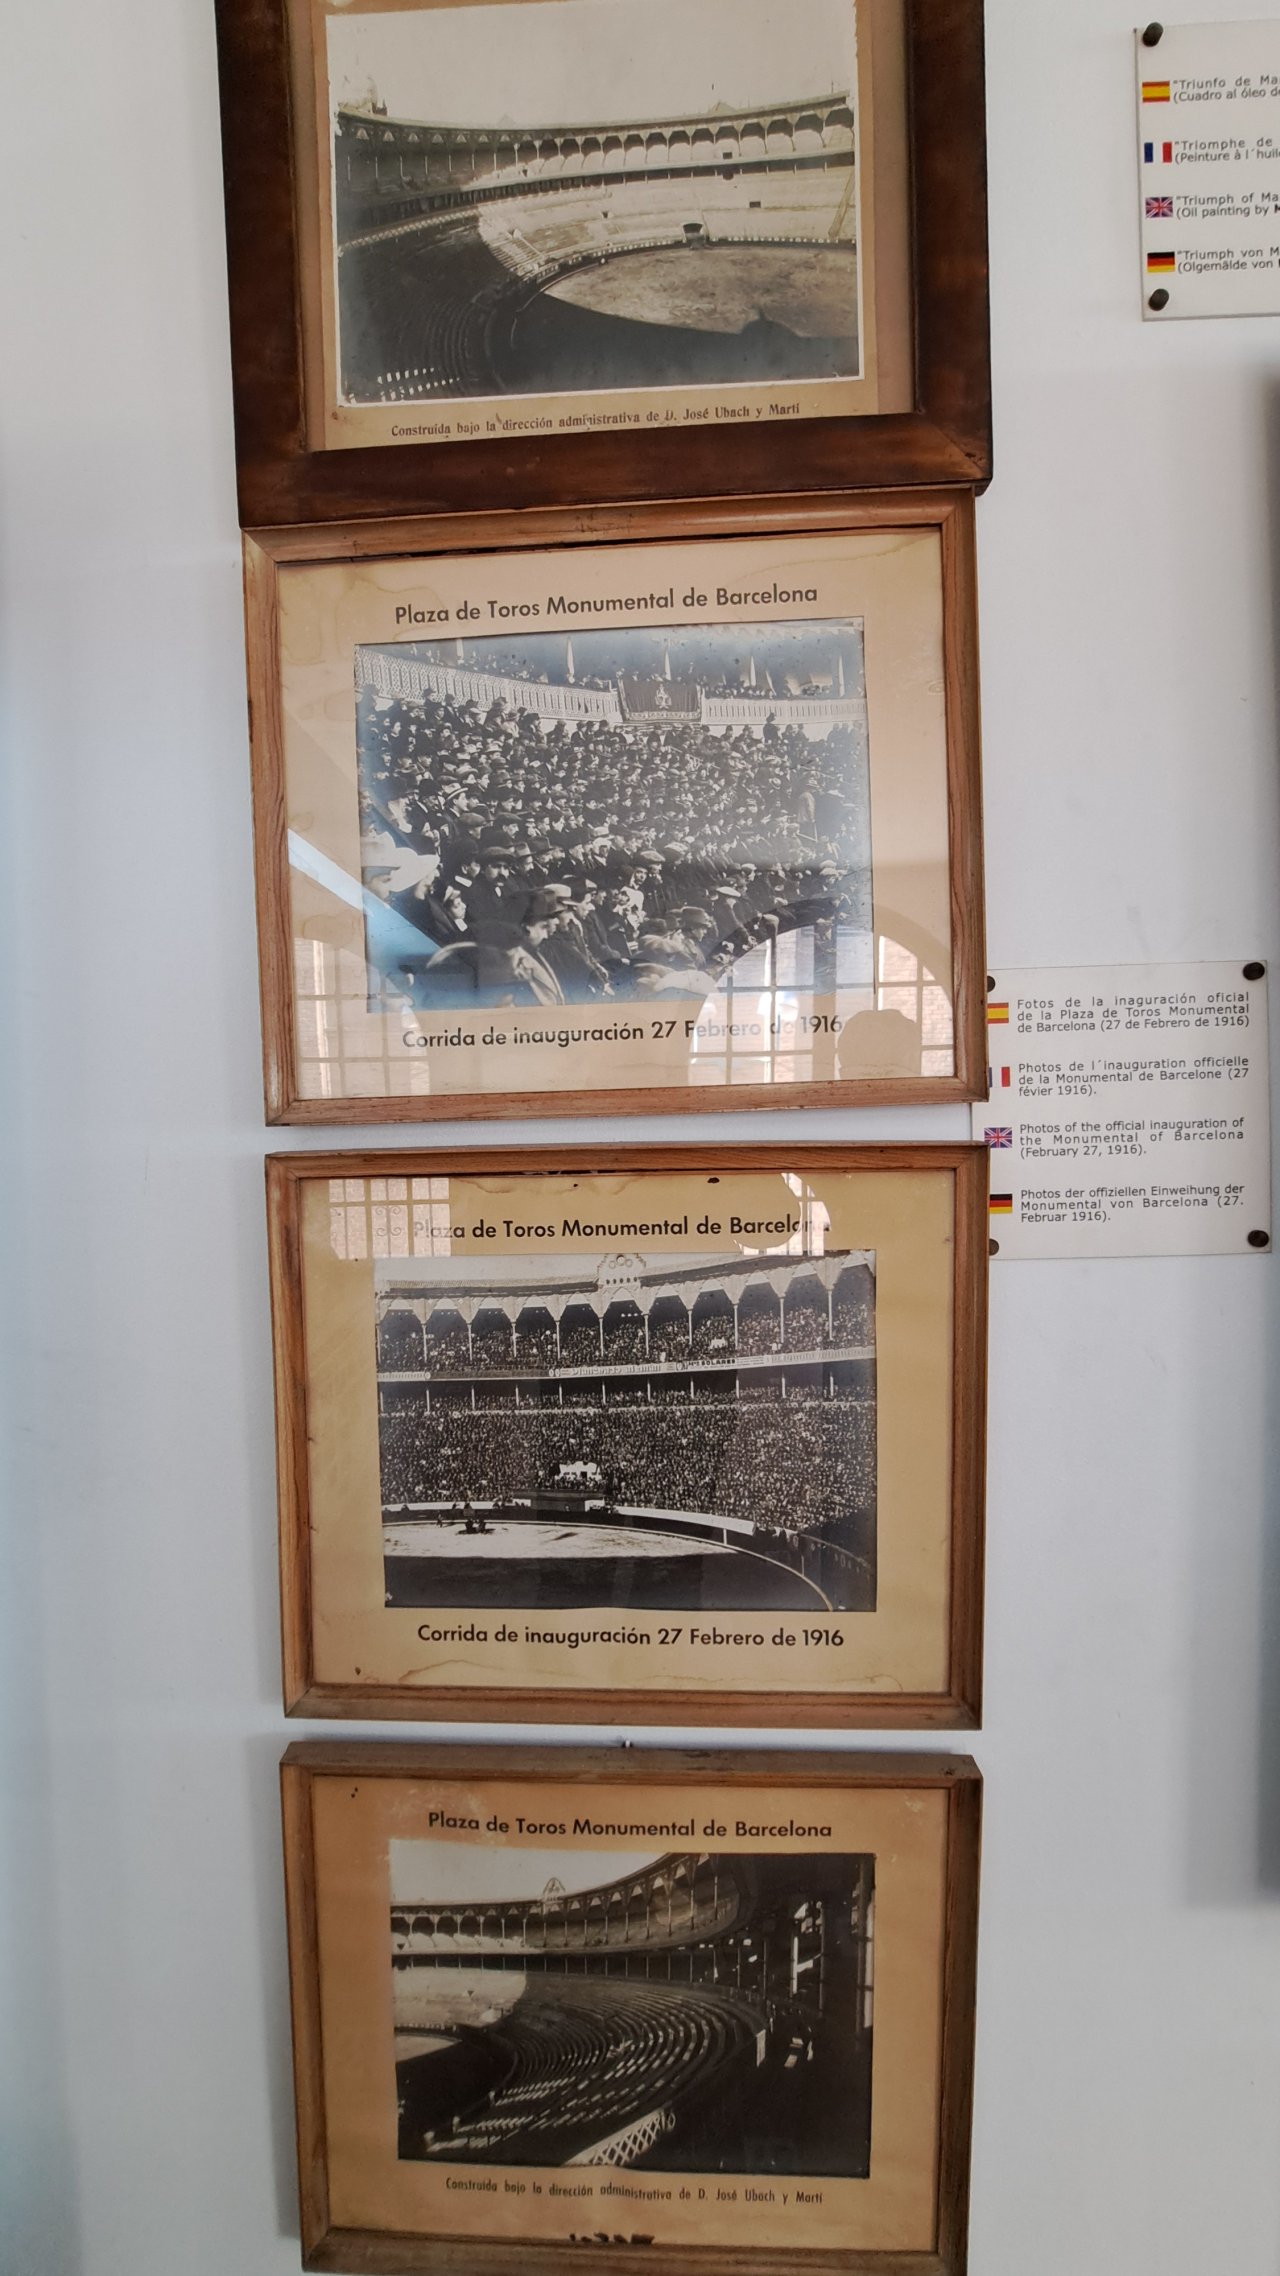 "Triunfo de
(Cuadro al óleo
"Triomphe de
(Peinture à l´
"Triumph of
(Oil painting by
"Triumph von
(Olgemälde von
Construída bajo la dirección administrativa de D. José Ubach y Martí
Plaza de Toros Monumental de Barcelona
Corrida de inauguración 27 Febrero de 1916
Fotos de la inaguración oficial
de la Plaza de Toros Monumental
de Barcelona (27 de Febrero de 1916)
Photos de l´inauguration officielle
de la Monumental de Barcelone (27
févier 1916).
Photos of the official inauguration of
the Monumental of Barcelona
(February 27, 1916).
Photos der offiziellen Einweihung der
Monumental von Barcelona (27.
Februar 1916).
Plaza de Toros Monumental de Barcelona
SOLARES
Corrida de inauguración 27 Febrero de 1916
Plaza de Toros Monumental de Barcelona
Construida bajo la dirección administrativa de D. José Ubach y Martí